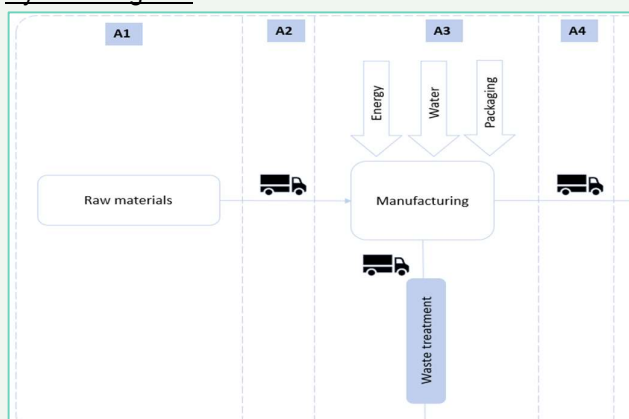 A1
A2
A3
A4
Energy
Water
Packaging
Raw materials
Manufacturing
Waste treatment